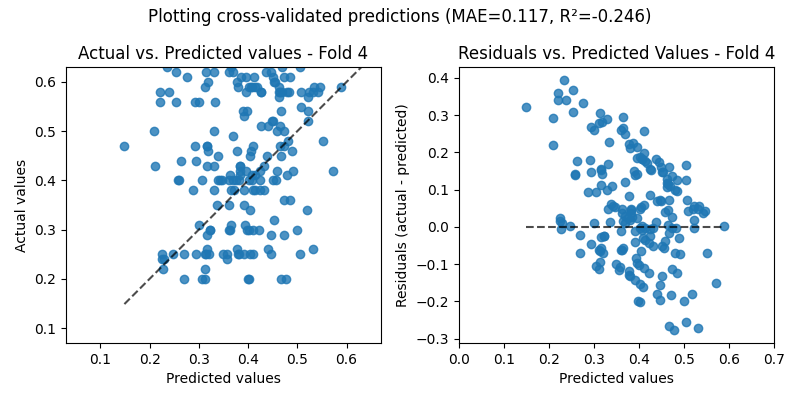 Plotting cross-validated predictions (MAE=0.117, R²=-0.246)
Actual vs. Predicted values - Fold 4
0.6
0.5
0.4
0.3
0.2
0.1
Actual values
0.1 0.2 0.3 0.4 0.5 0.6
Predicted values
Residuals vs. Predicted Values - Fold 4
0.4
0.3
0.2
0.1
0.0
−0.1
−0.2
−0.3
Residuals (actual - predicted)
0.0 0.1 0.2 0.3 0.4 0.5 0.6 0.7
Predicted values